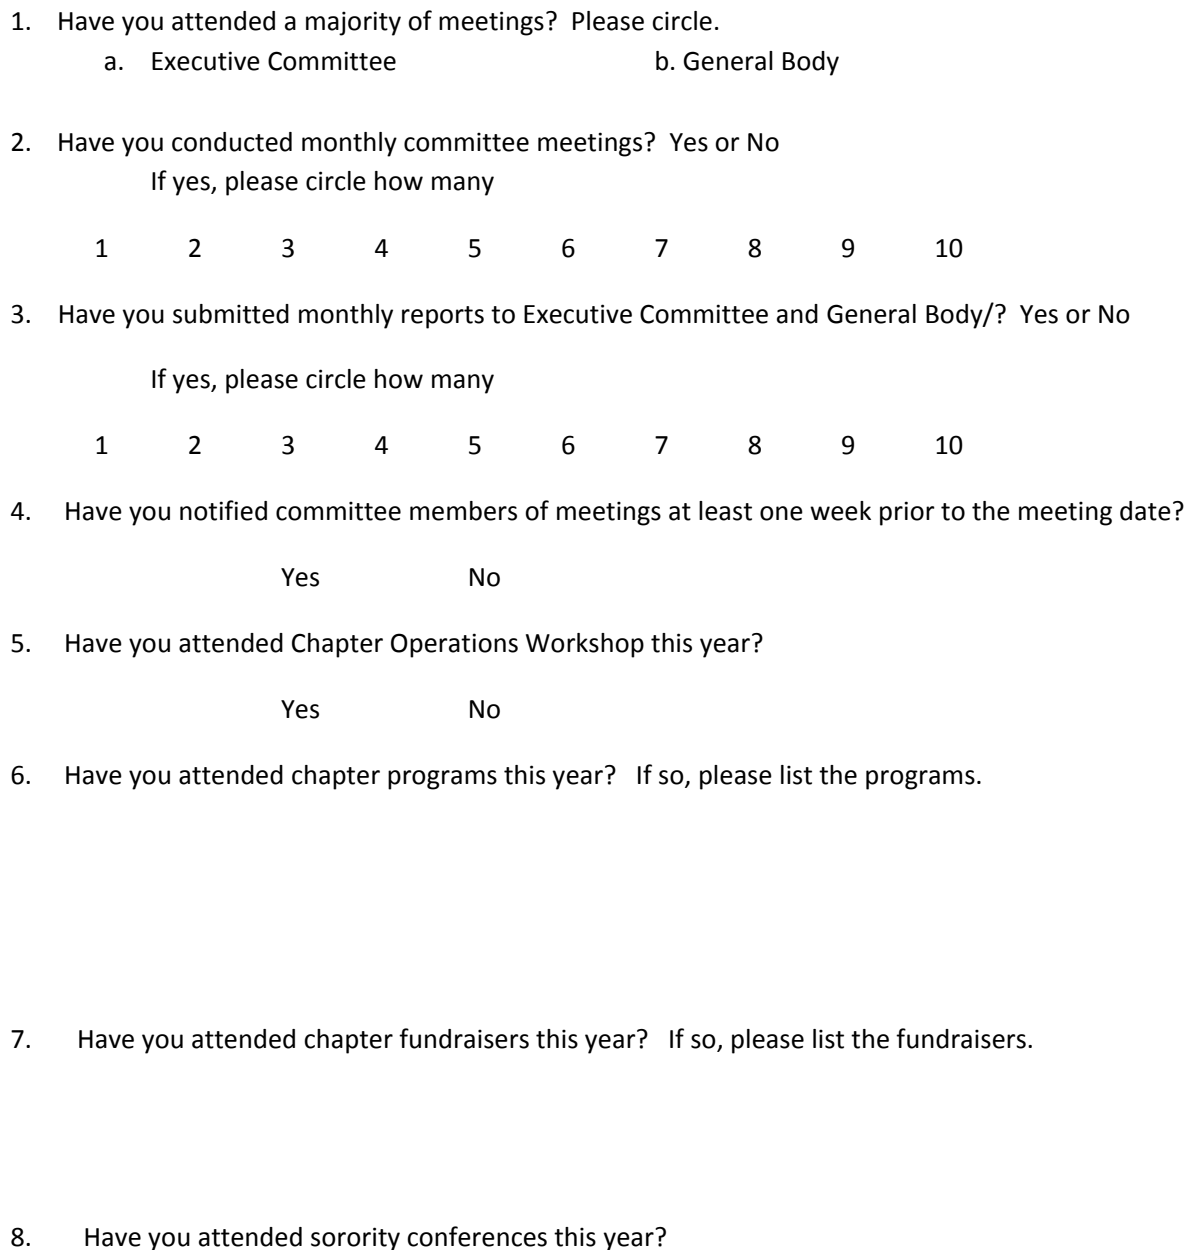 1. Have you attended a majority of meetings? Please circle.
a. Executive Committee b. General Body
2. Have you conducted monthly committee meetings? Yes or No
If yes, please circle how many
1 2 3 4 5 6 7 8 9 10
3. Have you submitted monthly reports to Executive Committee and General Body/? Yes or No
If yes, please circle how many
1 2 3 4 5 6 7 8 9 10
4. Have you notified committee members of meetings at least one week prior to the meeting date?
Yes No
5. Have you attended Chapter Operations Workshop this year?
Yes No
6. Have you attended chapter programs this year? If so, please list the programs.
7. Have you attended chapter fundraisers this year? If so, please list the fundraisers.
8. Have you attended sorority conferences this year?